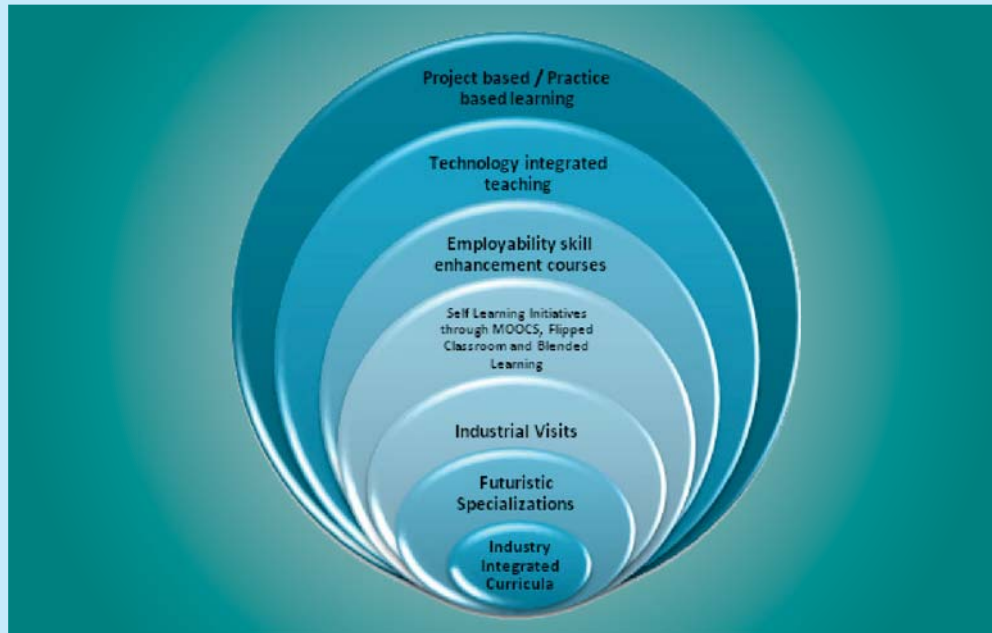 Project based / Practice
based learning
Technology integrated
teaching
Employability skill
enhancement courses
Self Learning Initiatives
through MOOCS, Flipped
Classroom and Blended
Learning
Industrial Visits
Futuristic
Specializations
Industry
Integrated
Curricula